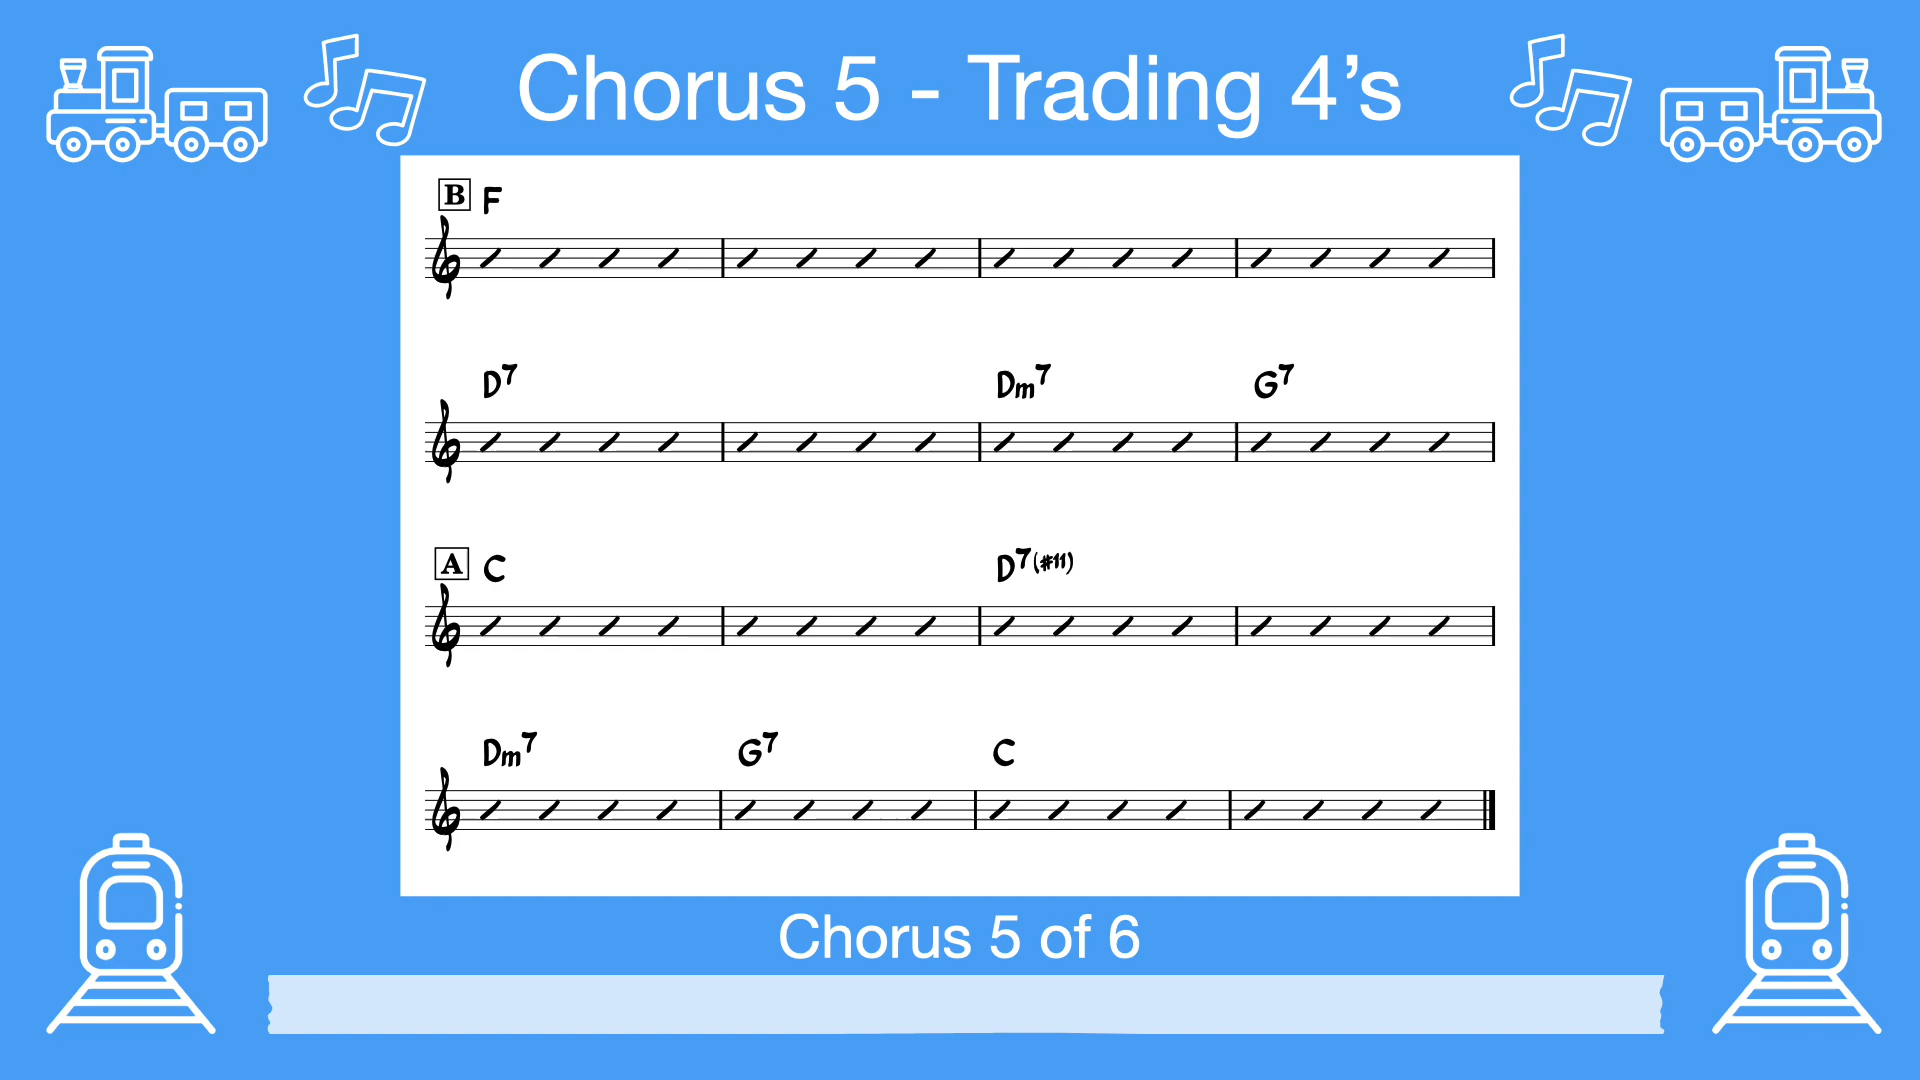 Chorus 5 - Trading 4’s
B F
D7 Dm7 G7
A C D7(#11)
Dm7 G7 C
Chorus 5 of 6